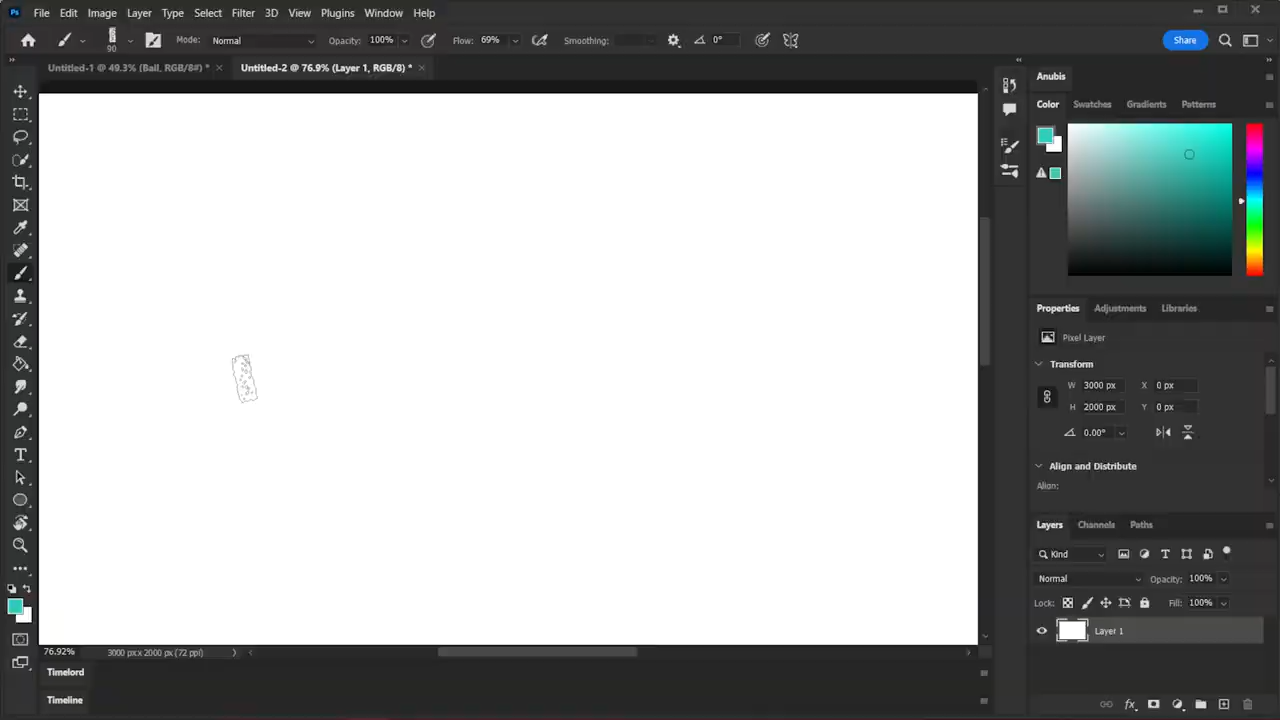 Ps File Edit Image Layer Type Select Filter 3D View Plugins Window Help
90 Mode: Normal Opacity: 100% Flow: 69% Smoothing: 0° Share
Untitled-1 @ 49.3% (Ball, RGB/8#) * × Untitled-2 @ 76.9% (Layer 1, RGB/8) * ×
Anubis
Color Swatches Gradients Patterns
Properties Adjustments Libraries
Pixel Layer
Transform
W 3000 px X 0 px
H 2000 px Y 0 px
0.00°
Align and Distribute
Align:
Layers Channels Paths
Kind
Normal Opacity: 100%
Lock: Fill: 100%
Layer 1
76.92% 3000 px x 2000 px (72 ppi)
Timelord
Timeline